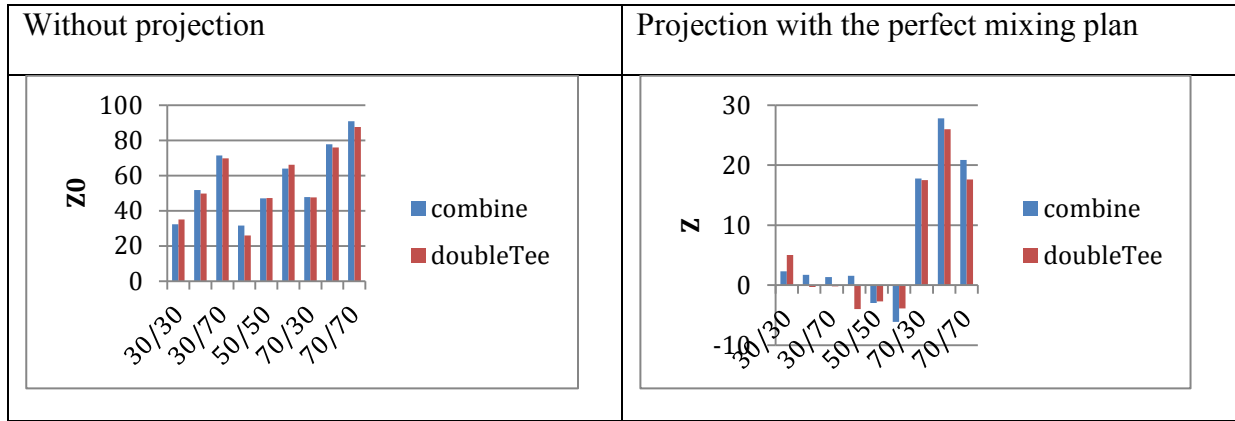 Without projection
Projection with the perfect mixing plan
100
80
60
40
20
0
Z0
30/30
30/70
50/50
70/30
70/70
combine
doubleTee
30
20
10
0
-10
Z
30/30
30/70
50/50
70/30
70/70
combine
doubleTee